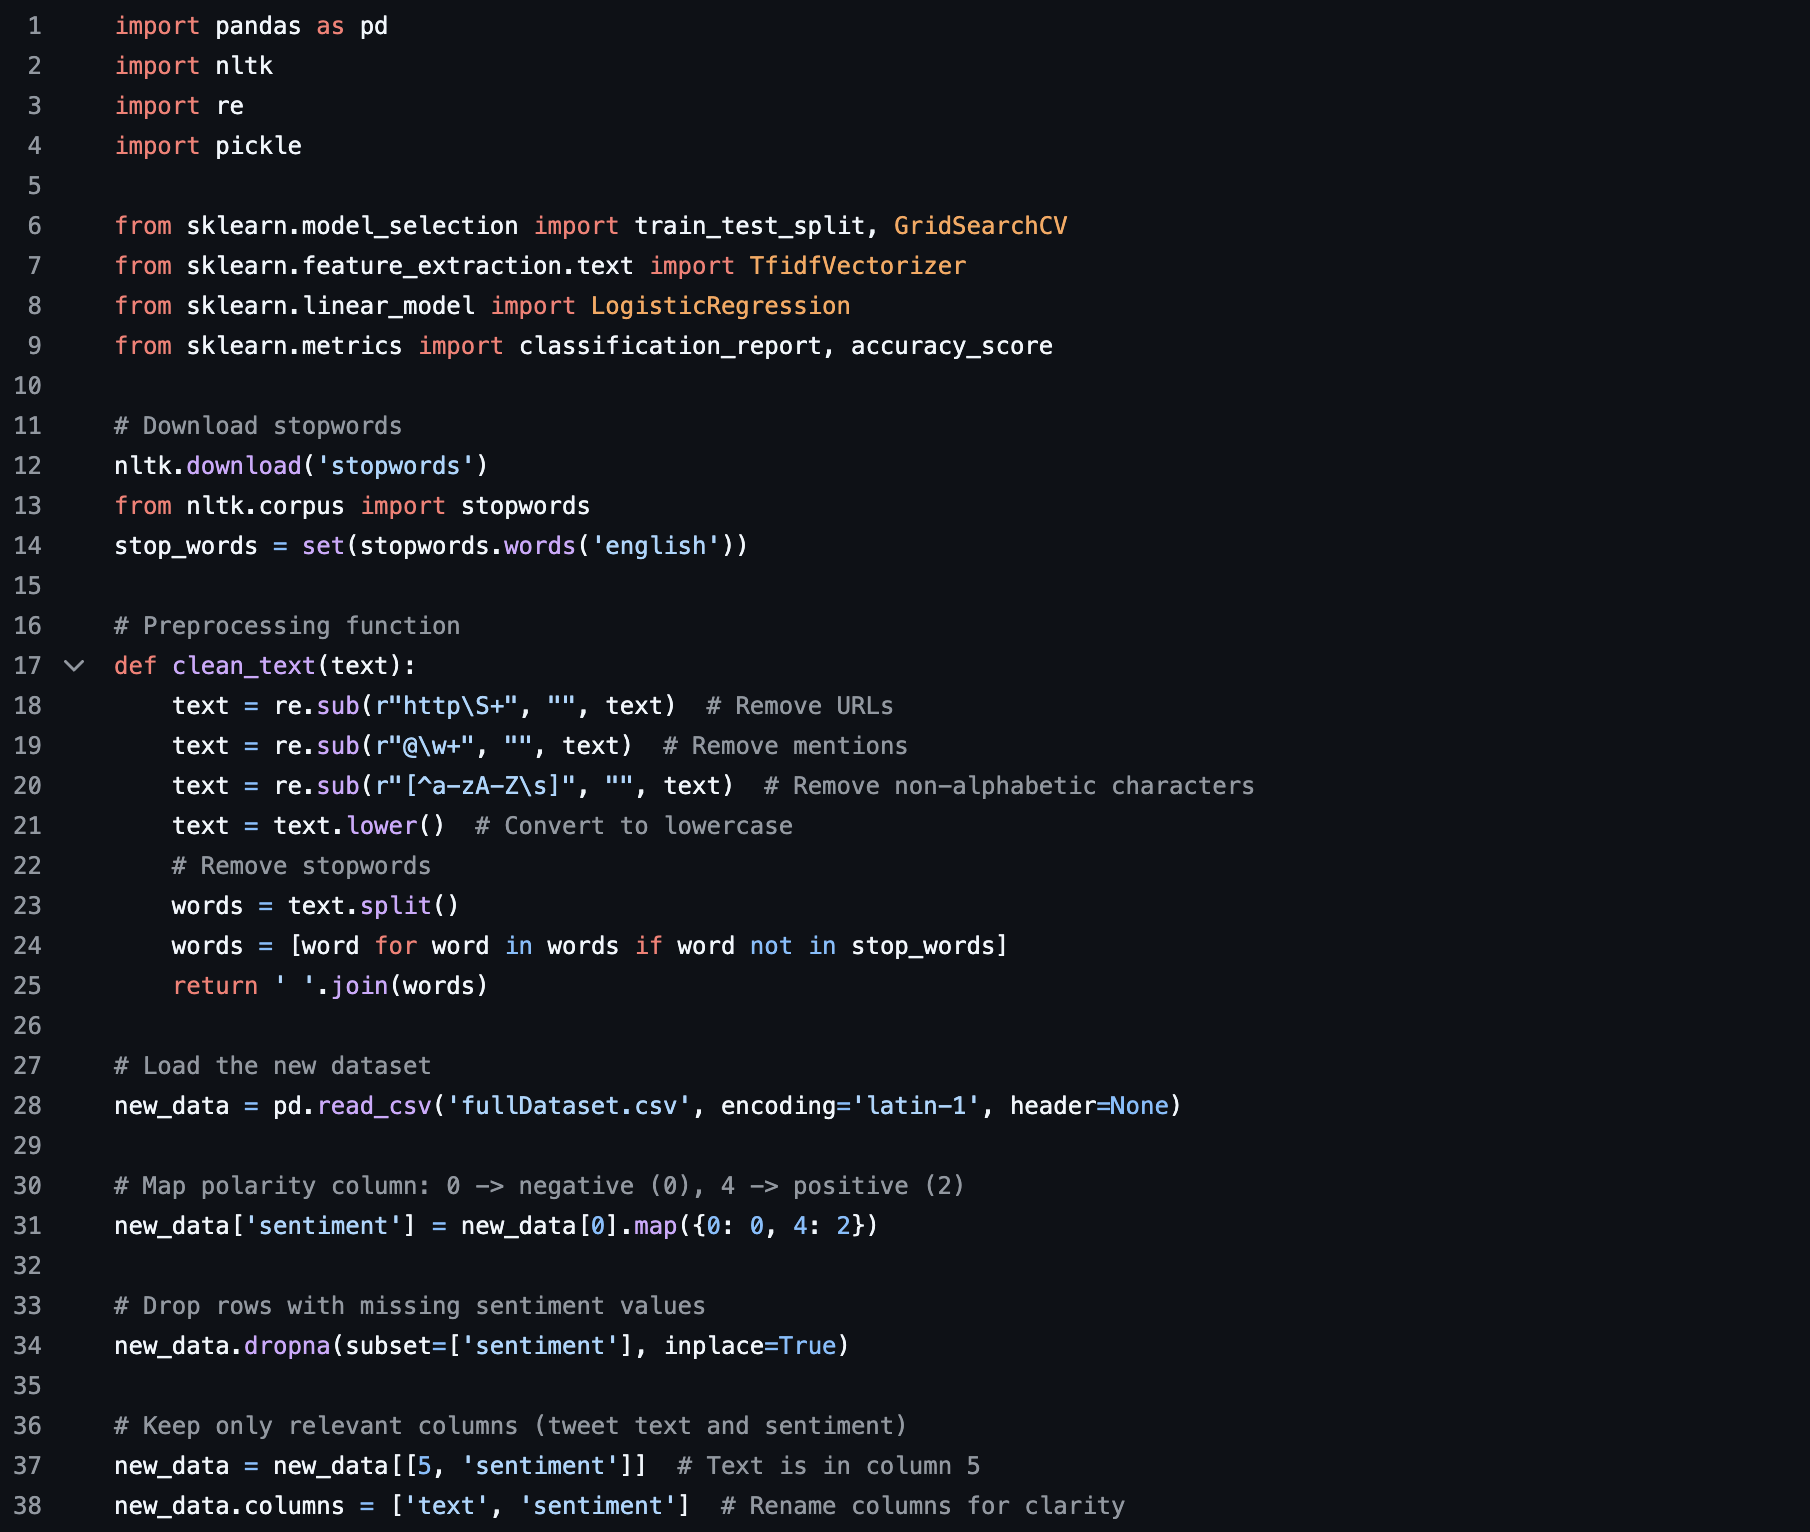 1 import pandas as pd
2 import nltk
3 import re
4 import pickle
5
6 from sklearn.model_selection import train_test_split, GridSearchCV
7 from sklearn.feature_extraction.text import TfidfVectorizer
8 from sklearn.linear_model import LogisticRegression
9 from sklearn.metrics import classification_report, accuracy_score
10
11 # Download stopwords
12 nltk.download('stopwords')
13 from nltk.corpus import stopwords
14 stop_words = set(stopwords.words('english'))
15
16 # Preprocessing function
17 def clean_text(text):
18     text = re.sub(r"http\S+", "", text)  # Remove URLs
19     text = re.sub(r"@\w+", "", text)  # Remove mentions
20     text = re.sub(r"[^a-zA-Z\s]", "", text)  # Remove non-alphabetic characters
21     text = text.lower()  # Convert to lowercase
22     # Remove stopwords
23     words = text.split()
24     words = [word for word in words if word not in stop_words]
25     return ' '.join(words)
26
27 # Load the new dataset
28 new_data = pd.read_csv('fullDataset.csv', encoding='latin-1', header=None)
29
30 # Map polarity column: 0 -> negative (0), 4 -> positive (2)
31 new_data['sentiment'] = new_data[0].map({0: 0, 4: 2})
32
33 # Drop rows with missing sentiment values
34 new_data.dropna(subset=['sentiment'], inplace=True)
35
36 # Keep only relevant columns (tweet text and sentiment)
37 new_data = new_data[[5, 'sentiment']]  # Text is in column 5
38 new_data.columns = ['text', 'sentiment']  # Rename columns for clarity